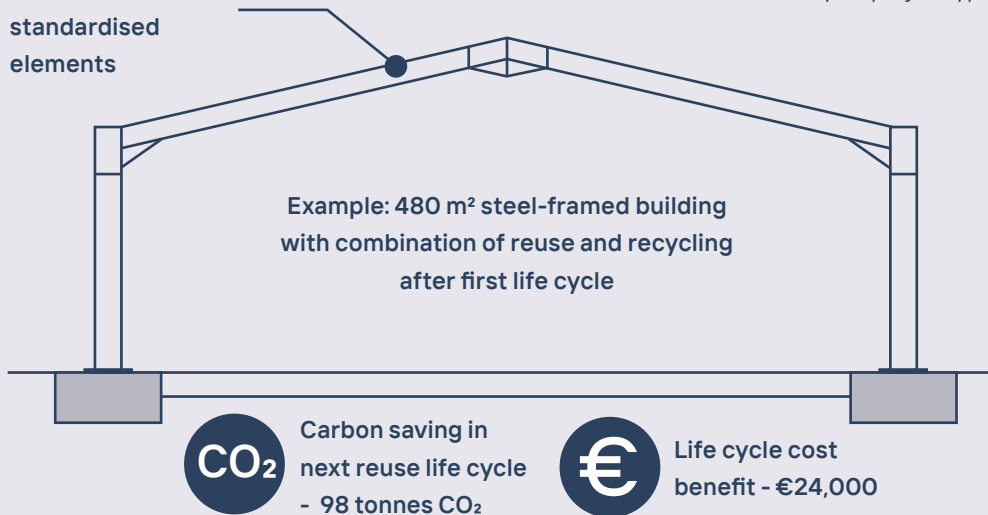 standardised
elements
Example: 480 m² steel-framed building
with combination of reuse and recycling
after first life cycle
CO₂
Carbon saving in
next reuse life cycle
- 98 tonnes CO₂
€
Life cycle cost
benefit - €24,000